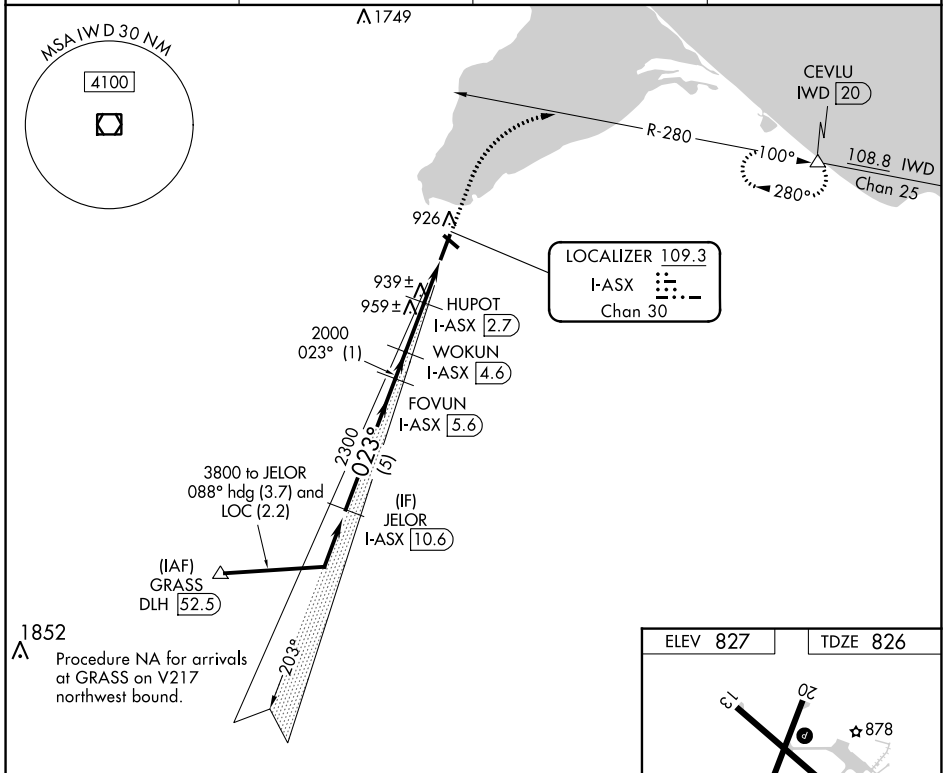 1749
MSA IWD 30 NM
4100
CEVLU
IWD 20
R-280
100°
280°
108.8 IWD
Chan 25
926
LOCALIZER 109.3
I-ASX
Chan 30
939±
959±
HUPOT
I-ASX 2.7
2000
023° (1)
WOKUN
I-ASX 4.6
FOVUN
I-ASX 5.6
2300
023°
(5)
3800 to JELOR
088° hdg (3.7) and
LOC (2.2)
(IF)
JELOR
I-ASX 10.6
(IAF)
GRASS
DLH 52.5
203°
1852
Procedure NA for arrivals
at GRASS on V217
northwest bound.
ELEV 827
TDZE 826
13
20
P
878